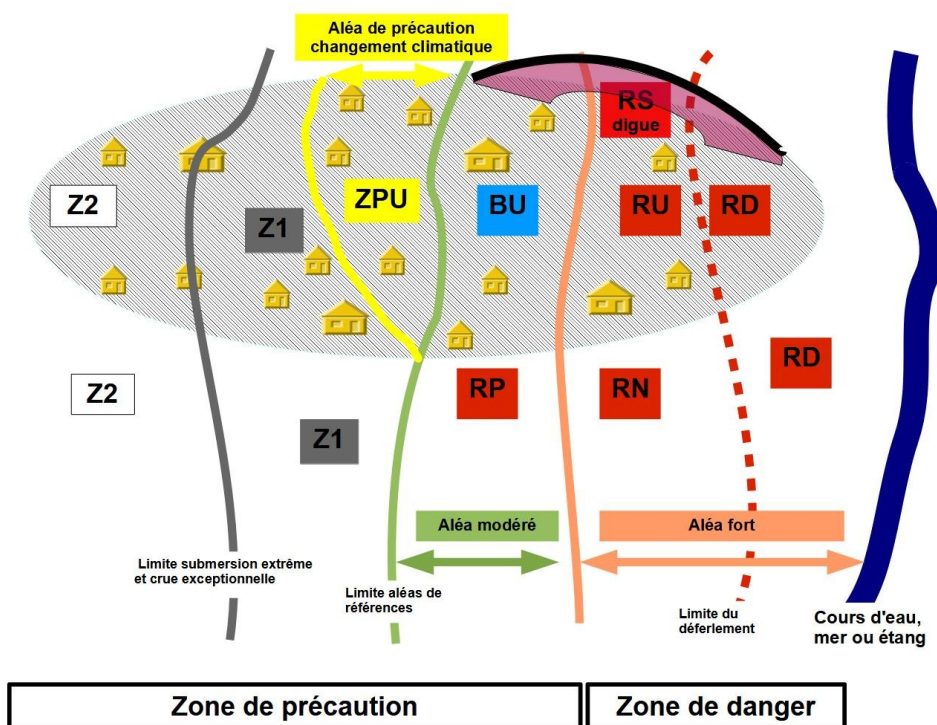 Aléa de précaution
changement climatique
RS
digue
Z2
Z1
ZPU
BU
RU
RD
Z2
Z1
RP
RN
RD
Aléa modéré
Aléa fort
Limite submersion extrême
et crue exceptionnelle
Limite aléas de
références
Limite du
déferlement
Cours d'eau,
mer ou étang
Zone de précaution
Zone de danger